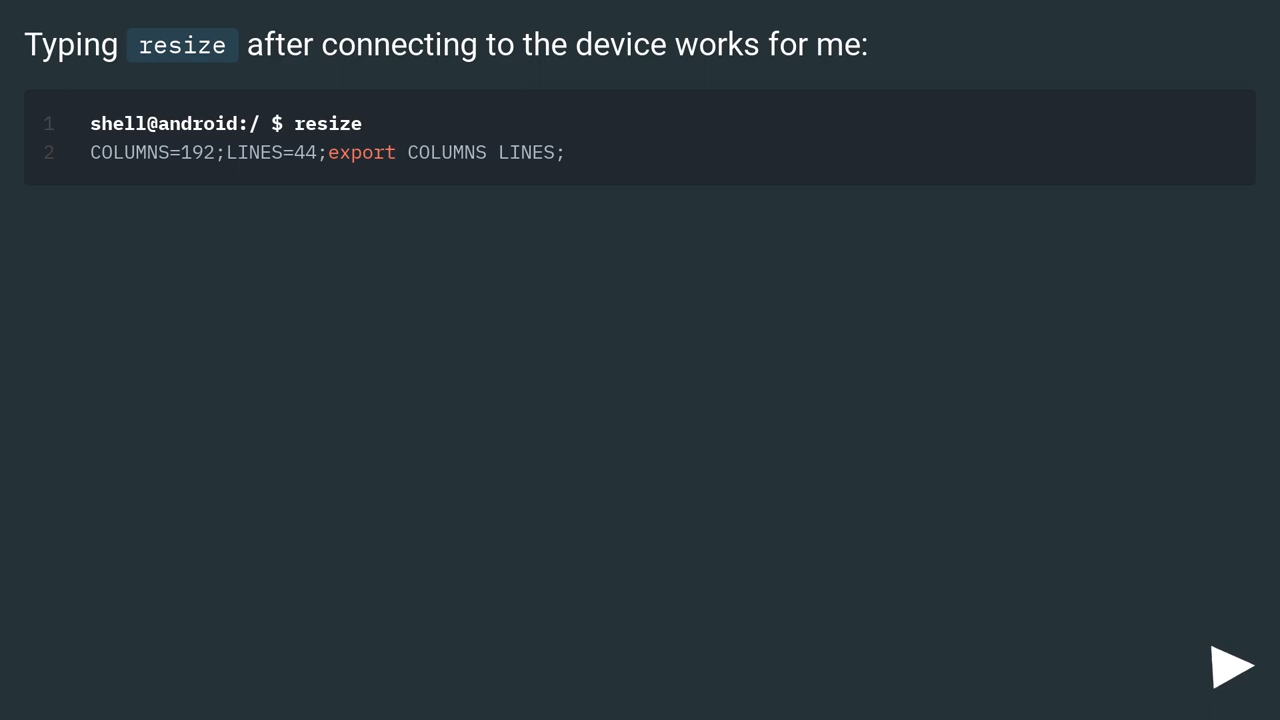 Typing resize after connecting to the device works for me:
1 shell@android:/ $ resize
2 COLUMNS=192;LINES=44;export COLUMNS LINES;